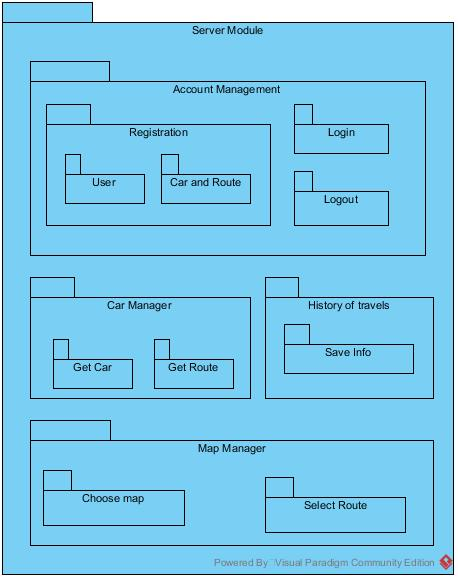 Server Module
Account Management
Registration
Login
User
Car and Route
Logout
Car Manager
History of travels
Get Car
Get Route
Save Info
Map Manager
Choose map
Select Route
Powered By Visual Paradigm Community Edition